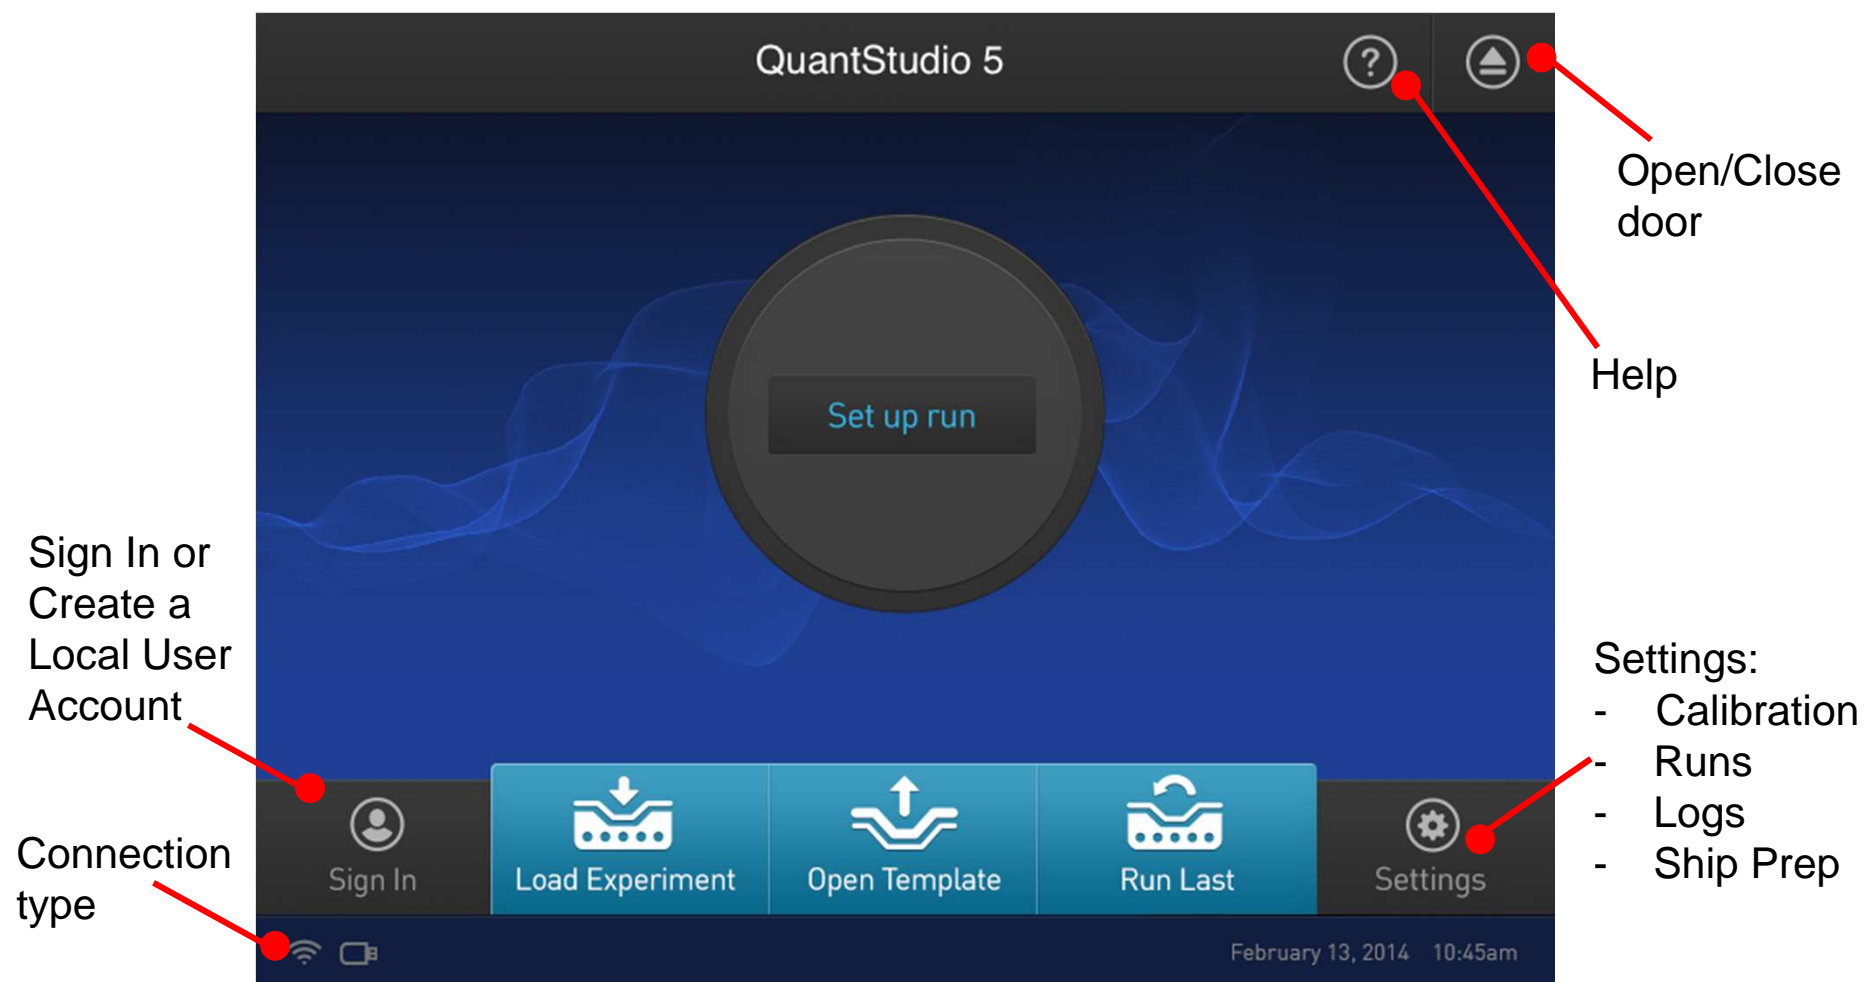 QuantStudio 5
?
Open/Close
door
Help
Set up run
Sign In or
Create a
Local User
Account
Settings:
- Calibration
- Runs
- Logs
- Ship Prep
Connection
type
Sign In
Load Experiment
Open Template
Run Last
Settings
February 13, 2014 10:45am